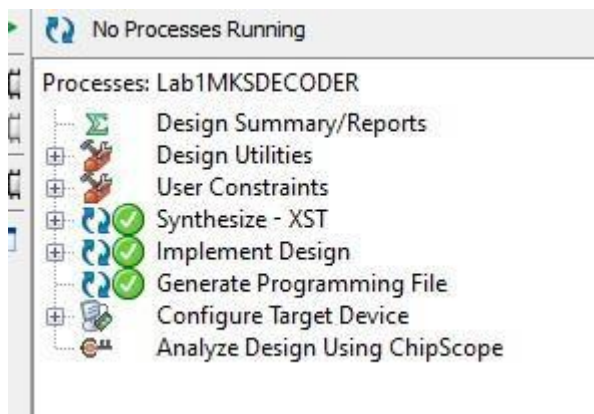 No Processes Running
Processes: Lab1MKSDECODER
Design Summary/Reports
Design Utilities
User Constraints
Synthesize - XST
Implement Design
Generate Programming File
Configure Target Device
Analyze Design Using ChipScope